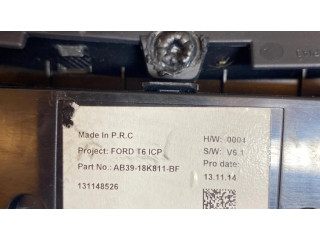 Made In P.R.C
H/W: 0004
Project: FORD T6 ICP
S/W: V6.1
Part No.: AB39-18K811-BF
Pro date:
131148526
13.11.14